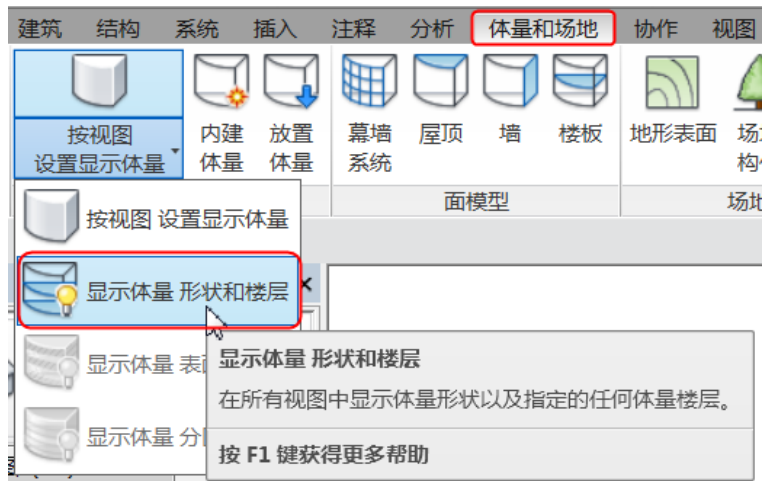 建筑 结构 系统 插入 注释 分析 体量和场地 协作 视图
按视图 内建 放置 幕墙 屋顶 墙 楼板 地形表面
设置显示体量 体量 体量 系统
面模型
按视图 设置显示体量
显示体量 形状和楼层
显示体量
显示体量
显示体量 形状和楼层
在所有视图中显示体量形状以及指定的任何体量楼层。
按 F1 键获得更多帮助